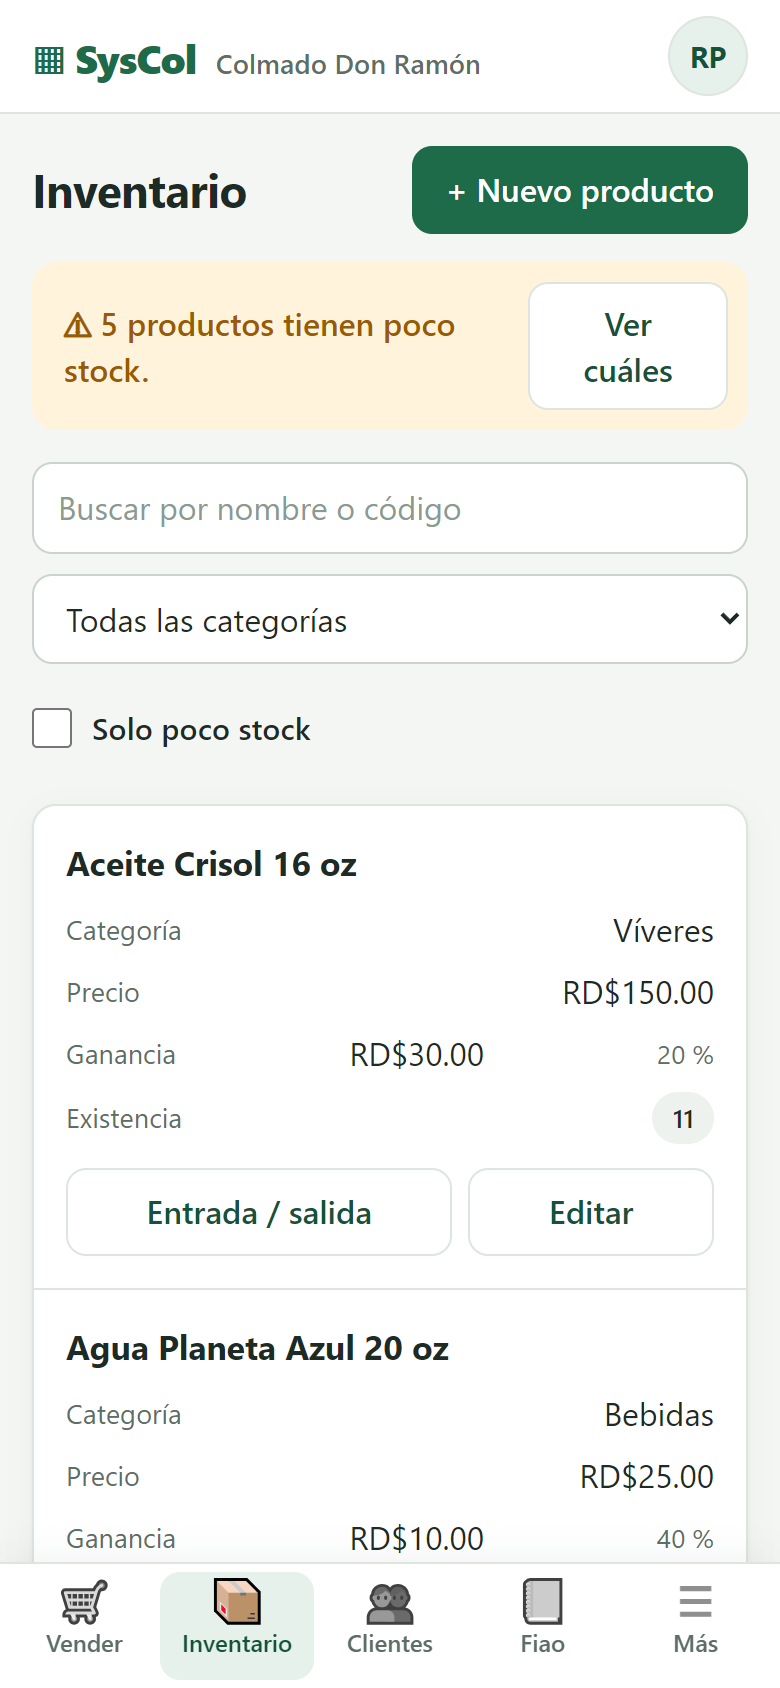 SysCol Colmado Don Ramón
RP
Inventario
+ Nuevo producto
⚠ 5 productos tienen poco
stock.
Ver
cuáles
Buscar por nombre o código
Todas las categorías
Solo poco stock
Aceite Crisol 16 oz
Categoría Víveres
Precio RD$150.00
Ganancia RD$30.00 20 %
Existencia 11
Entrada / salida Editar
Agua Planeta Azul 20 oz
Categoría Bebidas
Precio RD$25.00
Ganancia RD$10.00 40 %
Vender Inventario Clientes Fiao Más